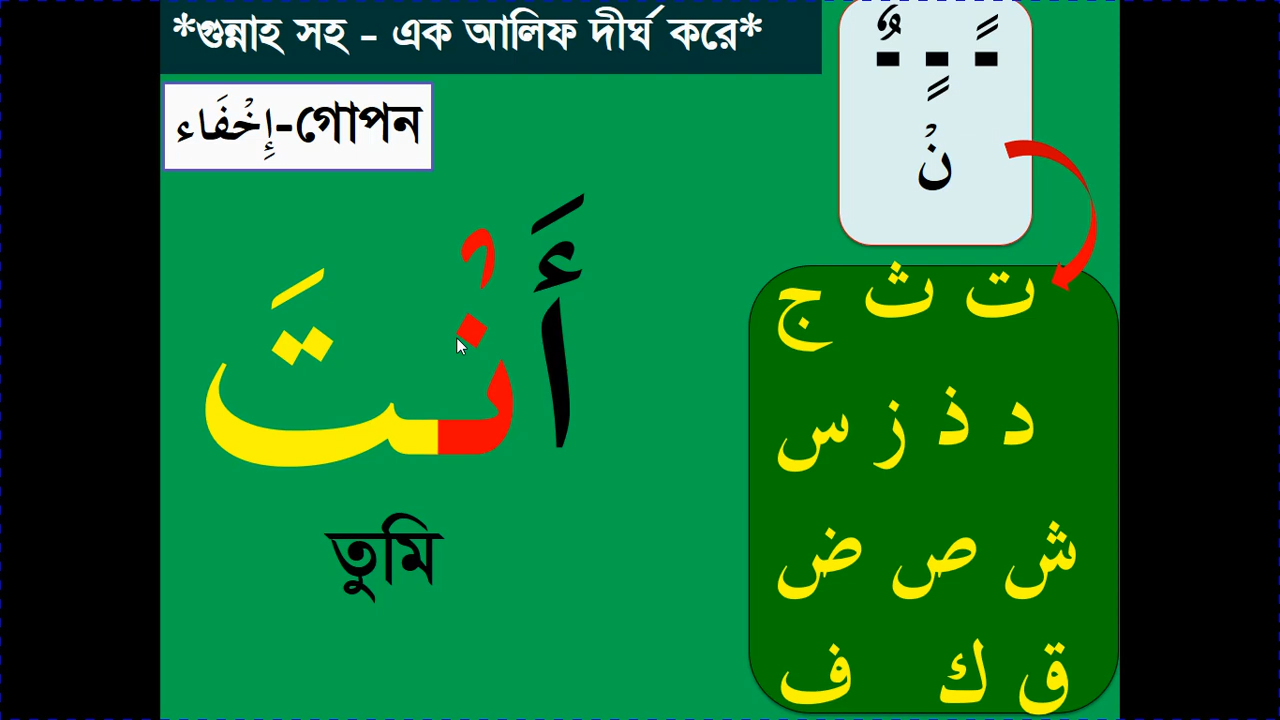 *গুন্নাহ সহ - এক আলিফ দীর্ঘ করে*
إِخْفَاء-গোপন
ـٌ ـٍ ـً
نْ
أَنْتَ
তুমি
ت ث ج
د ذ ز س
ش ص ض
ق ك ف